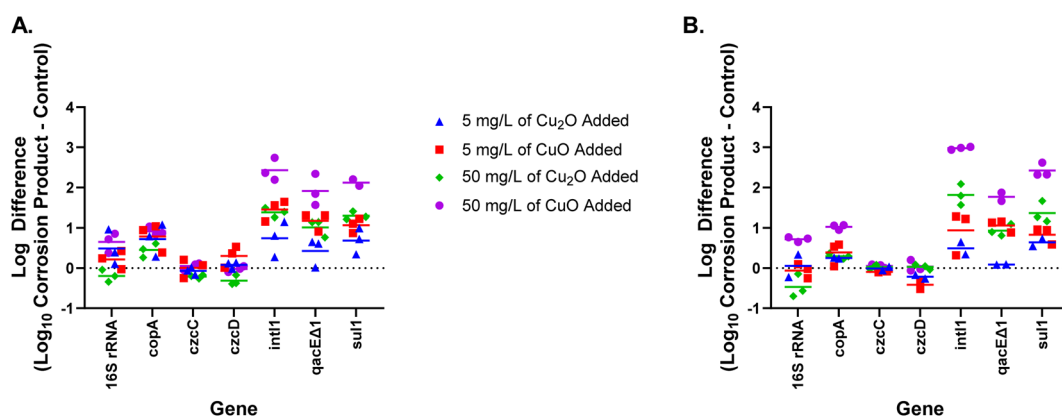 A.
Log Difference
(Log10 Corrosion Product - Control)
4
3
2
1
0
-1
16S rRNA
copA
czcC
czcD
intI1
qacEΔ1
sul1
Gene
5 mg/L of Cu2O Added
5 mg/L of CuO Added
50 mg/L of Cu2O Added
50 mg/L of CuO Added
B.
Log Difference
(Log10 Corrosion Product - Control)
4
3
2
1
0
-1
16S rRNA
copA
czcC
czcD
intI1
qacEΔ1
sul1
Gene